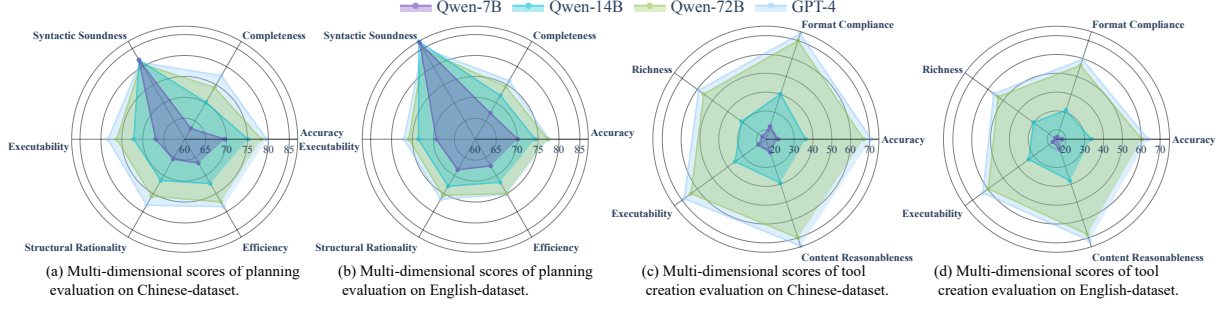 Qwen-7B Qwen-14B Qwen-72B GPT-4
Syntactic Soundness
Completeness
Accuracy
Executability
Structural Rationality
Efficiency
60 65 70 75 80 85
(a) Multi-dimensional scores of planning
evaluation on Chinese-dataset.
Syntactic Soundness
Completeness
Accuracy
Executability
Structural Rationality
Efficiency
60 65 70 75 80 85
(b) Multi-dimensional scores of planning
evaluation on English-dataset.
Format Compliance
Richness
Accuracy
Executability
Content Reasonableness
20 30 40 50 60 70
(c) Multi-dimensional scores of tool
creation evaluation on Chinese-dataset.
Format Compliance
Richness
Accuracy
Executability
Content Reasonableness
20 30 40 50 60 70
(d) Multi-dimensional scores of tool
creation evaluation on English-dataset.